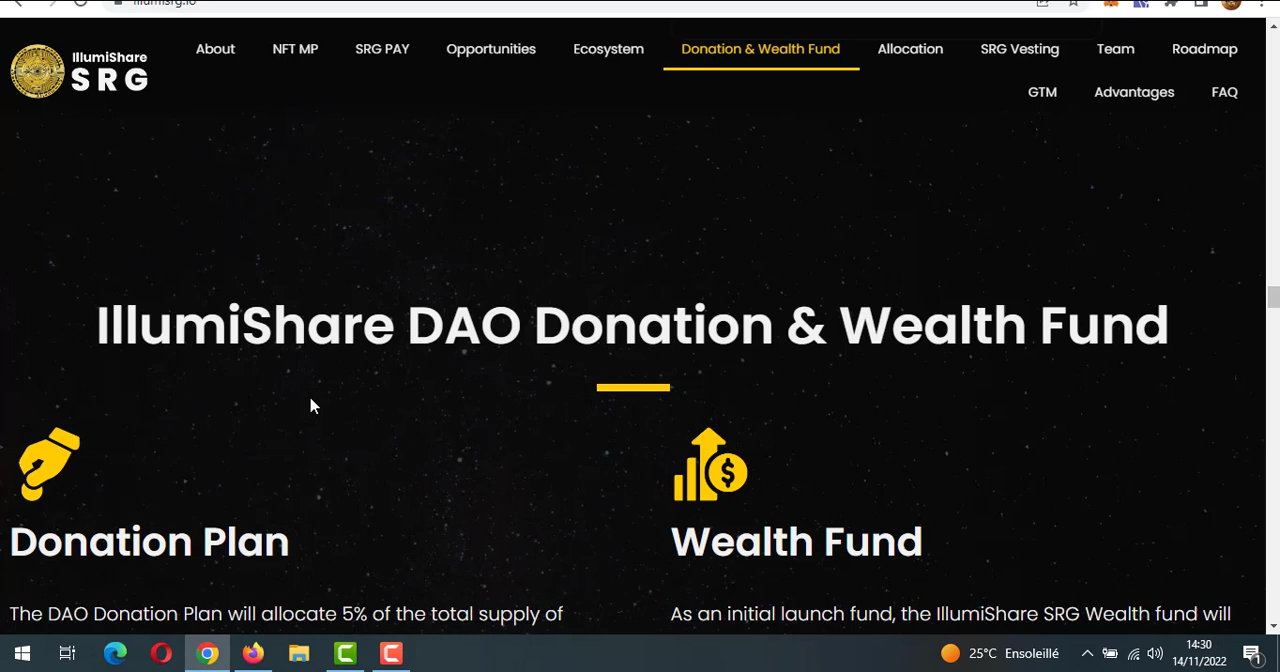 illumisrg.io
IllumiShare
SRG
About
NFT MP
SRG PAY
Opportunities
Ecosystem
Donation & Wealth Fund
Allocation
SRG Vesting
Team
Roadmap
GTM
Advantages
FAQ
IllumiShare DAO Donation & Wealth Fund
$
Donation Plan
Wealth Fund
The DAO Donation Plan will allocate 5% of the total supply of
As an initial launch fund, the IllumiShare SRG Wealth fund will
25°C Ensoleillé
14:30
14/11/2022
1